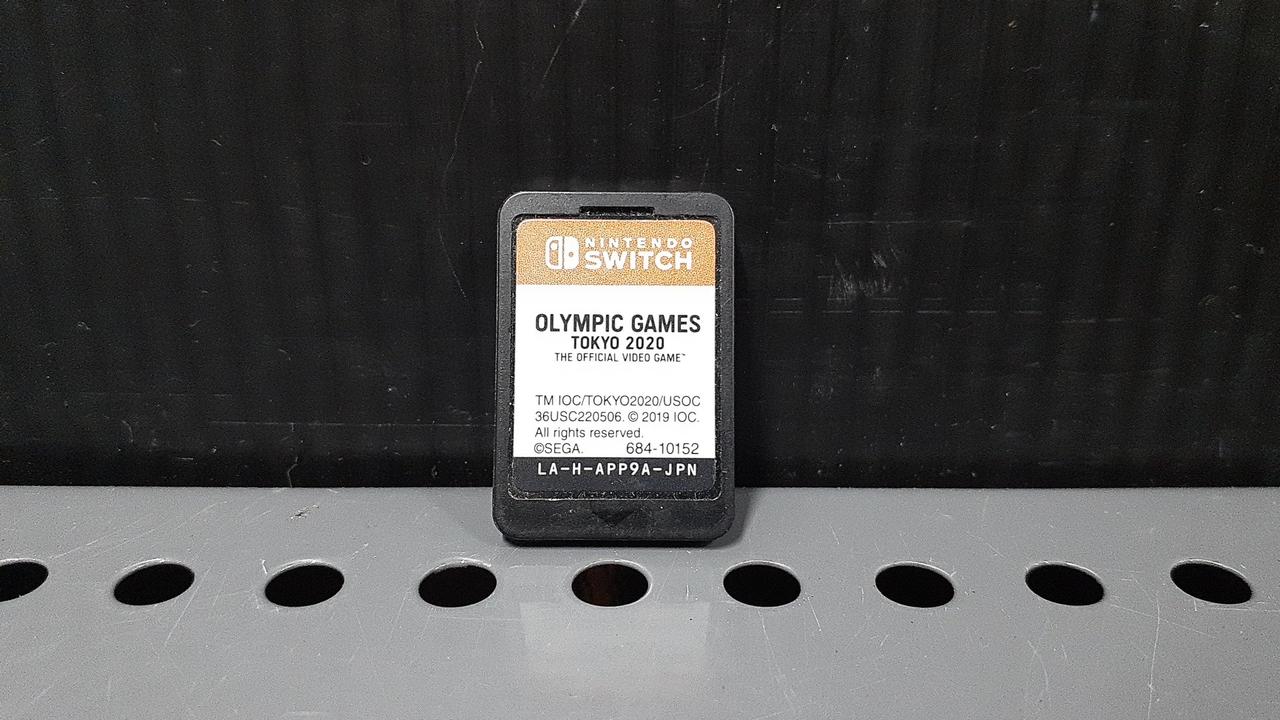 NINTENDO
SWITCH
OLYMPIC GAMES
TOKYO 2020
THE OFFICIAL VIDEO GAME™
TM IOC/TOKYO2020/USOC
36USC220506. © 2019 IOC.
All rights reserved.
©SEGA. 684-10152
LA-H-APP9A-JPN